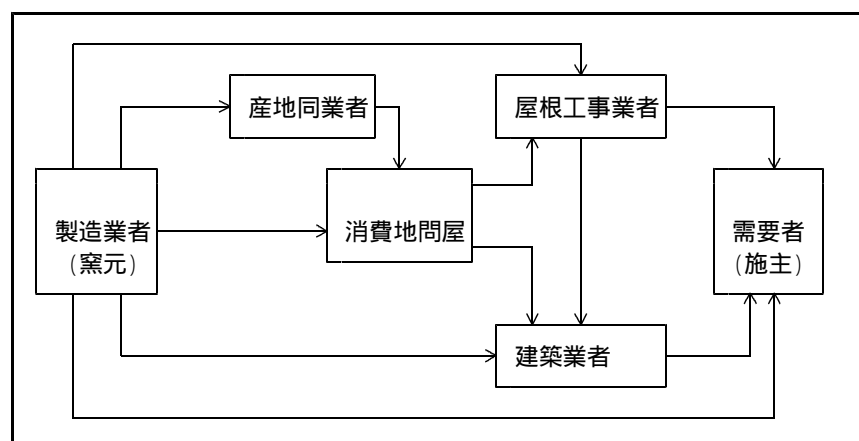 産地同業者
屋根工事業者
製造業者
(窯元)
消費地問屋
需要者
(施主)
建築業者